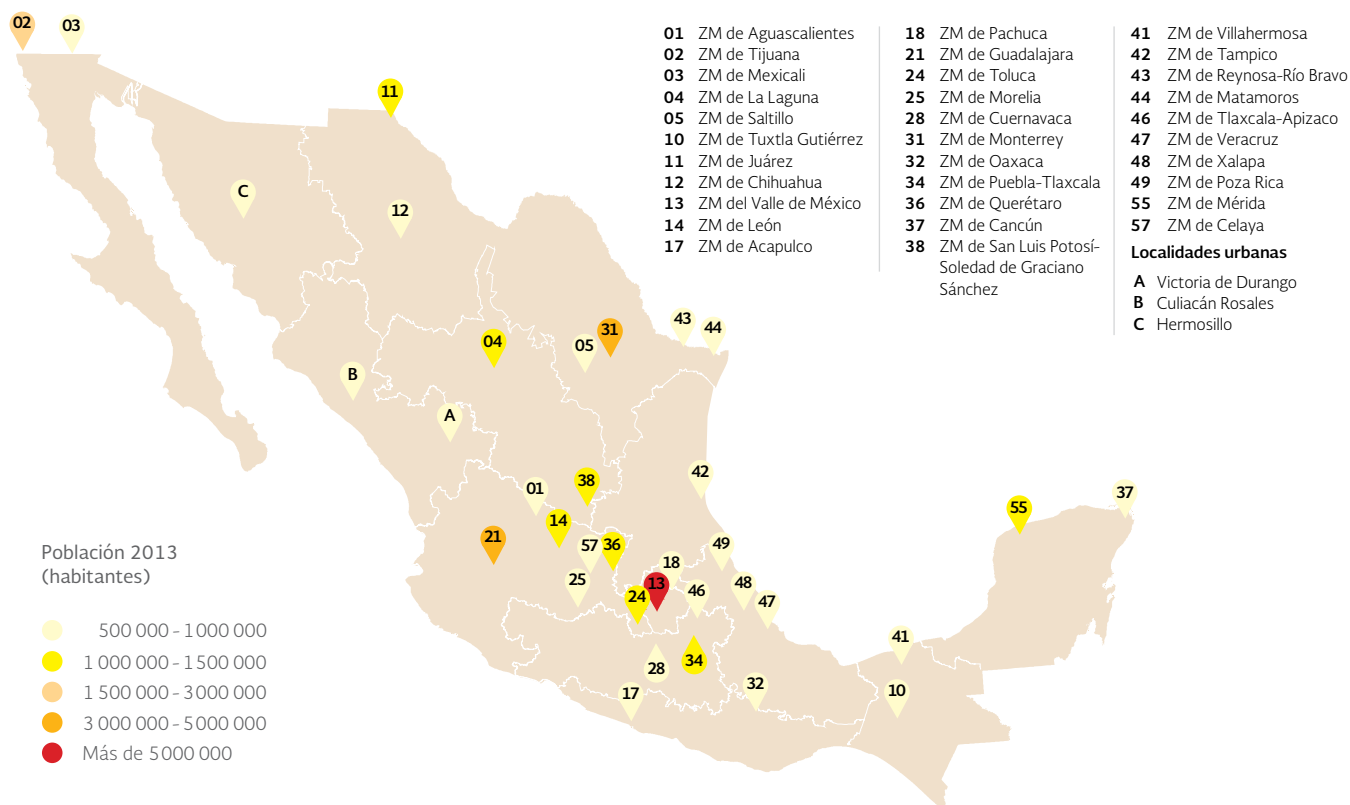 01 ZM de Aguascalientes
02 ZM de Tijuana
03 ZM de Mexicali
04 ZM de La Laguna
05 ZM de Saltillo
10 ZM de Tuxtla Gutiérrez
11 ZM de Juárez
12 ZM de Chihuahua
13 ZM del Valle de México
14 ZM de León
17 ZM de Acapulco
18 ZM de Pachuca
21 ZM de Guadalajara
24 ZM de Toluca
25 ZM de Morelia
28 ZM de Cuernavaca
31 ZM de Monterrey
32 ZM de Oaxaca
34 ZM de Puebla-Tlaxcala
36 ZM de Querétaro
37 ZM de Cancún
38 ZM de San Luis Potosí-
Soledad de Graciano
Sánchez
41 ZM de Villahermosa
42 ZM de Tampico
43 ZM de Reynosa-Río Bravo
44 ZM de Matamoros
46 ZM de Tlaxcala-Apizaco
47 ZM de Veracruz
48 ZM de Xalapa
49 ZM de Poza Rica
55 ZM de Mérida
57 ZM de Celaya
Localidades urbanas
A Victoria de Durango
B Culiacán Rosales
C Hermosillo
02
03
11
C
12
43
44
31
04
05
B
A
42
38
01
37
55
14
21
57
36
49
18
25
13
48
24
46
47
41
34
28
32
17
10
Población 2013
(habitantes)
500 000 - 1 000 000
1 000 000 - 1 500 000
1 500 000 - 3 000 000
3 000 000 - 5 000 000
Más de 5 000 000